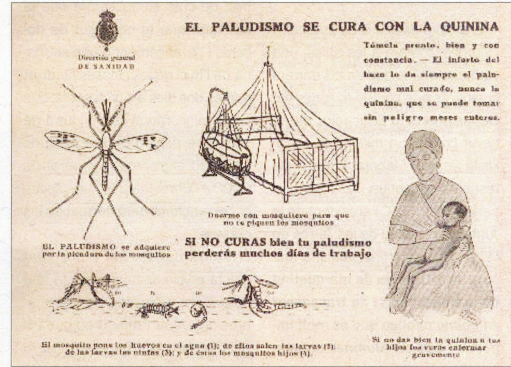 EL PALUDISMO SE CURA CON LA QUININA
Dirección general
DE SANIDAD
Tómela pronto, bien y con
constancia. — El infarto del
bazo lo da siempre el palu-
dismo mal curado, nunca la
quinina, que se puede tomar
sin peligro meses enteros.
Duerme con mosquitero para que
no te piquen los mosquitos
EL PALUDISMO se adquiere
por la picadura de los mosquitos
SI NO CURAS bien tu paludismo
perderás muchos días de trabajo
El mosquito pone los huevos en el agua (1); de ellos salen las larvas (2);
de las larvas las ninfas (3); y de éstas los mosquitos hijos (4).
Si no das bien la quinina a tus
hijos los verás enfermar
gravemente